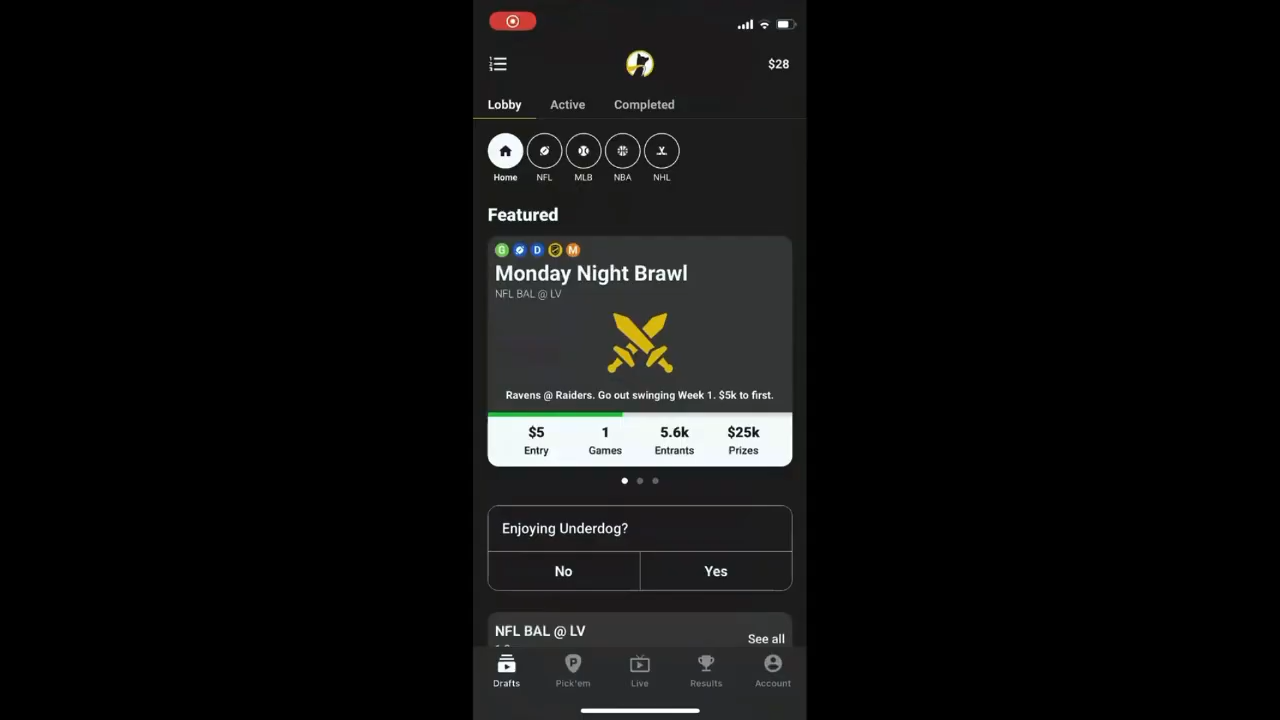 $28
Lobby Active Completed
Home NFL MLB NBA NHL
Featured
G D M
Monday Night Brawl
NFL BAL @ LV
Ravens @ Raiders. Go out swinging Week 1. $5k to first.
$5 1 5.6k $25k
Entry Games Entrants Prizes
Enjoying Underdog?
No Yes
NFL BAL @ LV
See all
Drafts Pick'em Live Results Account